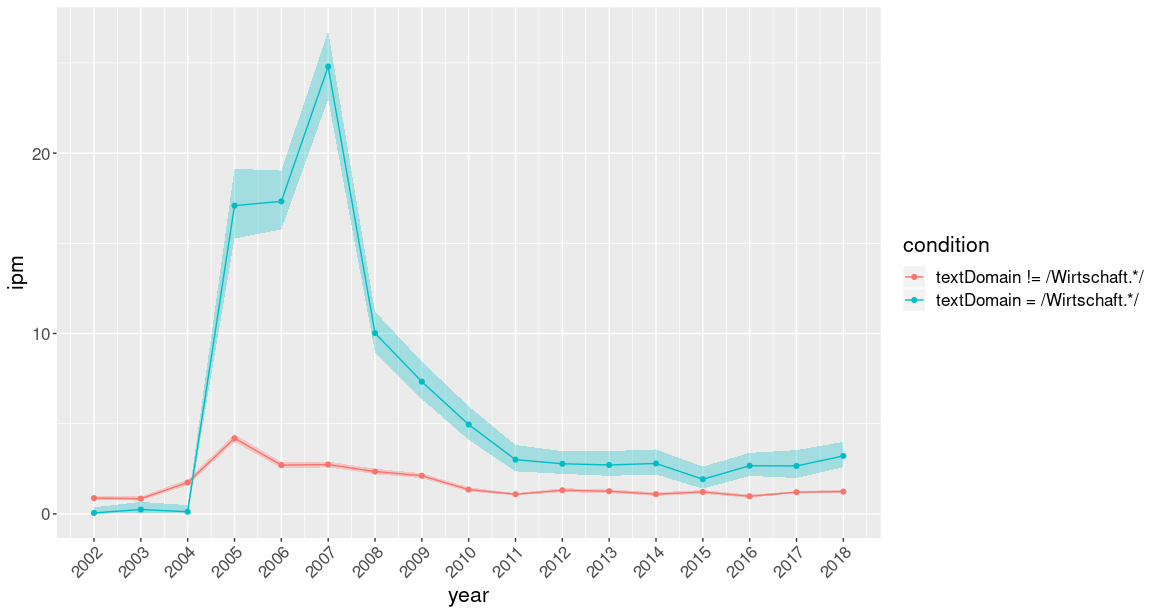 20
10
0
ipm
2002 2003 2004 2005 2006 2007 2008 2009 2010 2011 2012 2013 2014 2015 2016 2017 2018
year
condition
textDomain != /Wirtschaft.*/
textDomain = /Wirtschaft.*/